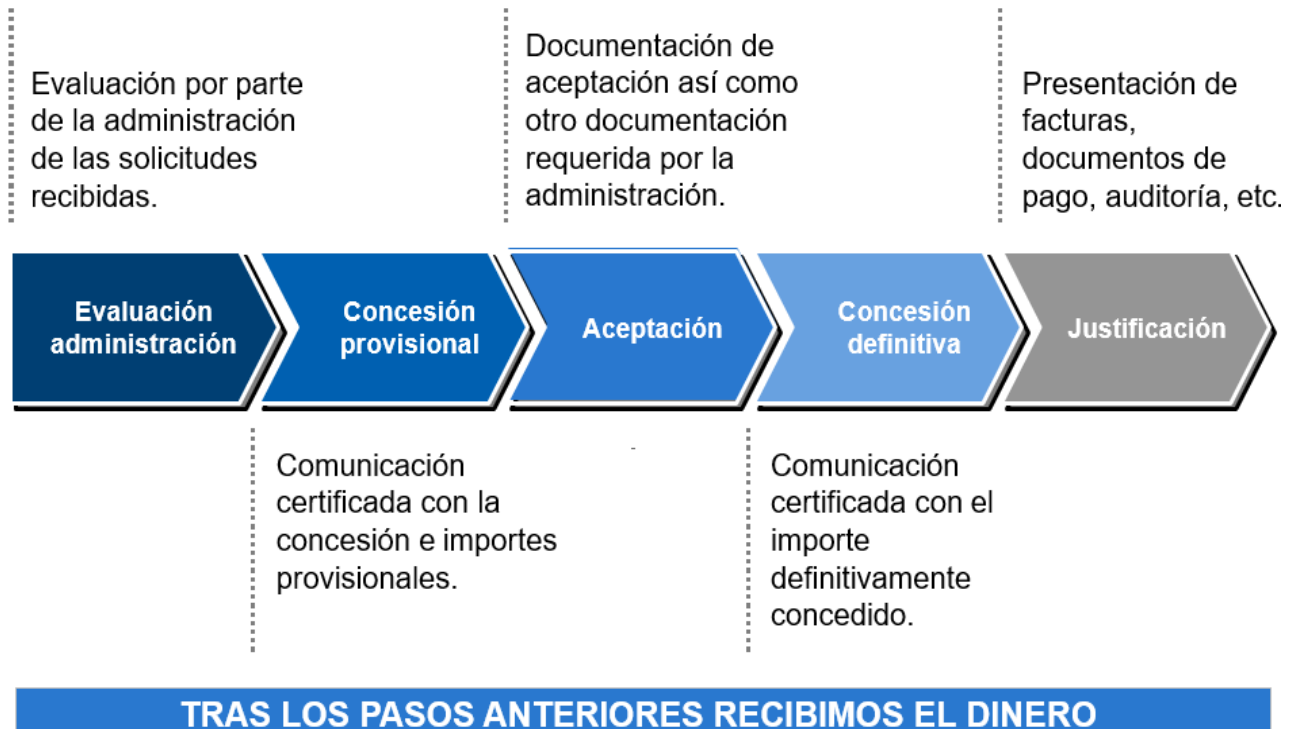 Evaluación por parte
de la administración
de las solicitudes
recibidas.
Documentación de
aceptación así como
otro documentación
requerida por la
administración.
Presentación de
facturas,
documentos de
pago, auditoría, etc.
Evaluación
administración
Concesión
provisional
Aceptación
Concesión
definitiva
Justificación
Comunicación
certificada con la
concesión e importes
provisionales.
Comunicación
certificada con el
importe
definitivamente
concedido.
TRAS LOS PASOS ANTERIORES RECIBIMOS EL DINERO